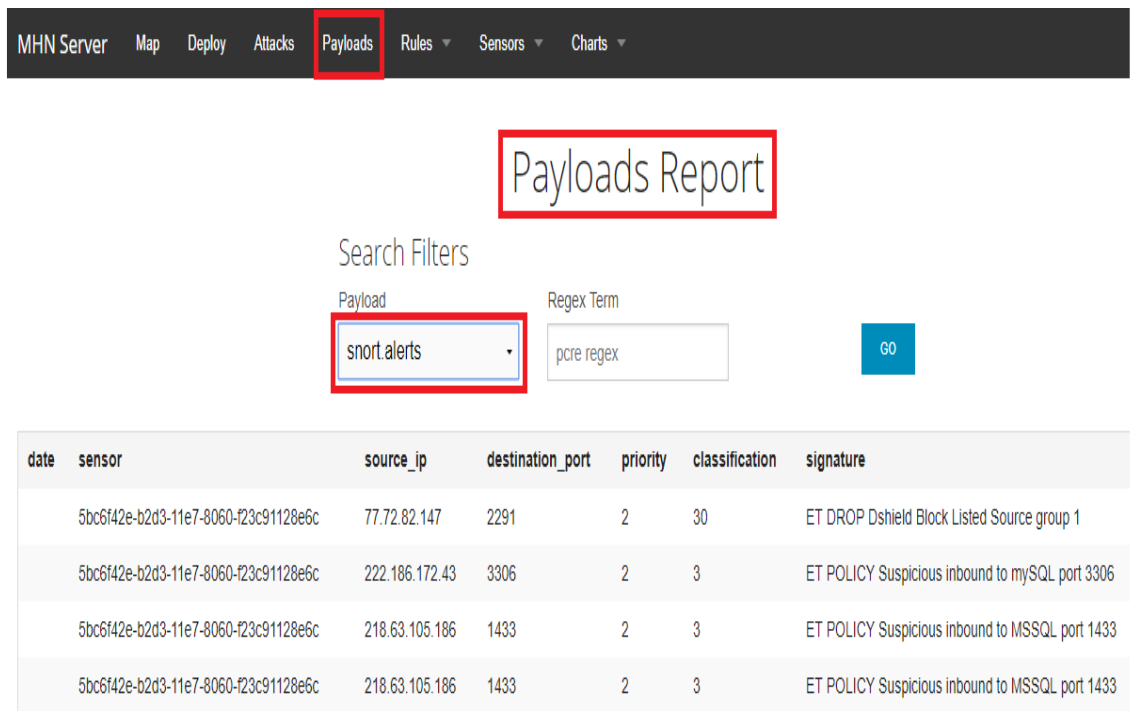 MHN Server Map Deploy Attacks Payloads Rules Sensors Charts
Payloads Report
Search Filters
Payload Regex Term
snort.alerts pcre regex GO
date sensor source_ip destination_port priority classification signature
5bc6f42e-b2d3-11e7-8060-f23c91128e6c 77.72.82.147 2291 2 30 ET DROP Dshield Block Listed Source group 1
5bc6f42e-b2d3-11e7-8060-f23c91128e6c 222.186.172.43 3306 2 3 ET POLICY Suspicious inbound to mySQL port 3306
5bc6f42e-b2d3-11e7-8060-f23c91128e6c 218.63.105.186 1433 2 3 ET POLICY Suspicious inbound to MSSQL port 1433
5bc6f42e-b2d3-11e7-8060-f23c91128e6c 218.63.105.186 1433 2 3 ET POLICY Suspicious inbound to MSSQL port 1433